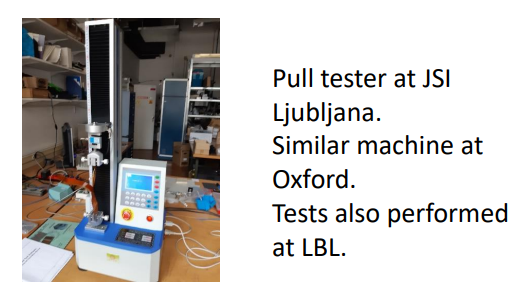 Pull tester at JSI
Ljubljana.
Similar machine at
Oxford.
Tests also performed
at LBL.